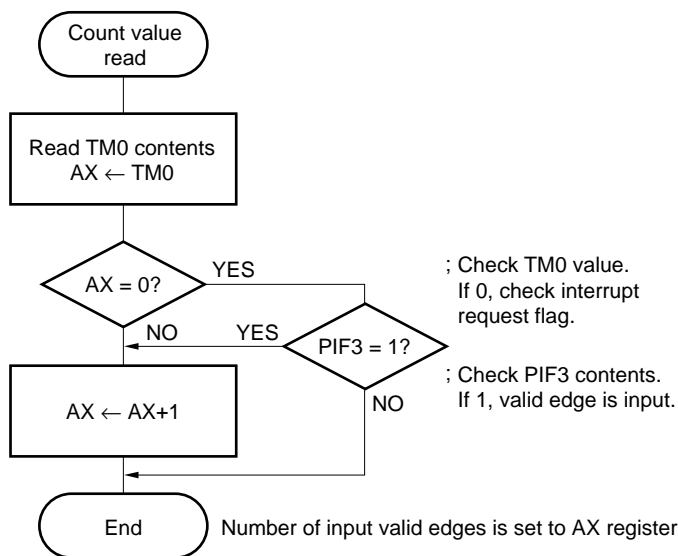 Count value
read
Read TM0 contents
AX ← TM0
AX = 0?
YES
; Check TM0 value.
If 0, check interrupt
request flag.
NO
YES
PIF3 = 1?
; Check PIF3 contents.
If 1, valid edge is input.
NO
AX ← AX+1
End
Number of input valid edges is set to AX register